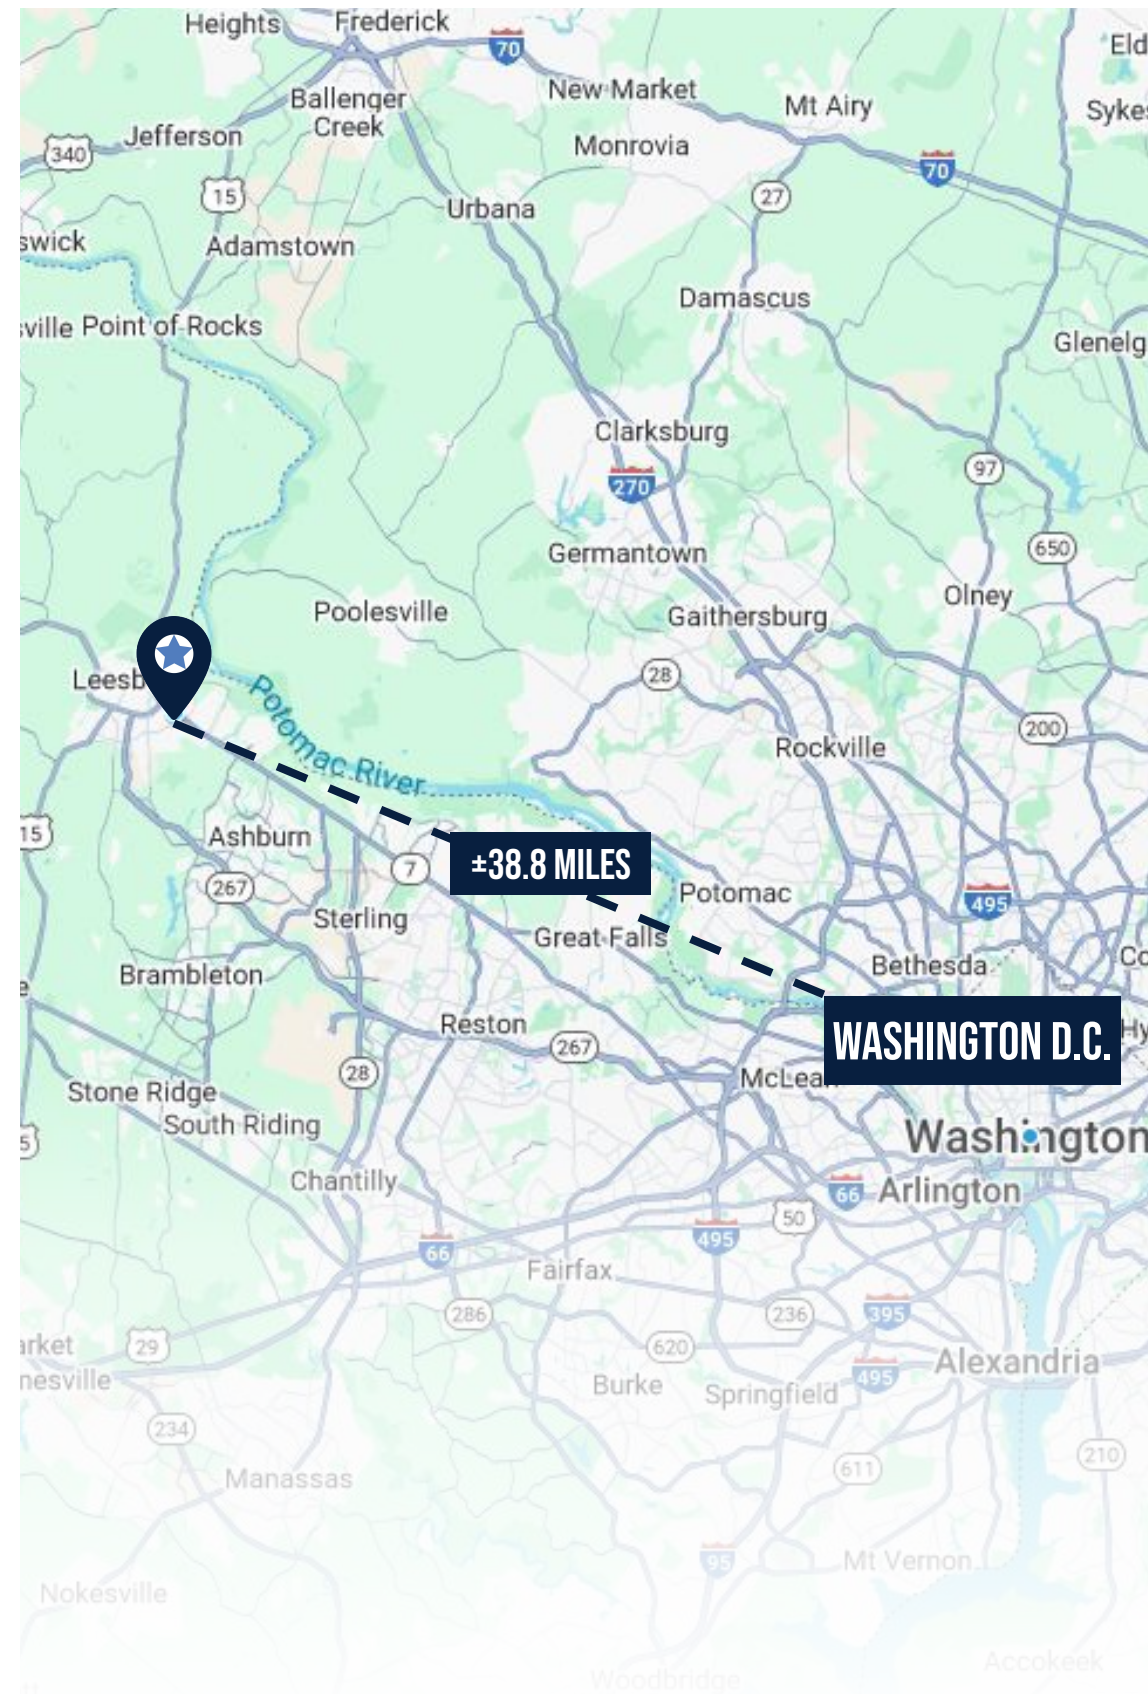 Heights
Frederick
70
Eld
New Market
Mt Airy
Ballenger
Creek
Sykes
Jefferson
340
Monrovia
70
15
27
Urbana
swick
Adamstown
Damascus
sville
Point of Rocks
Glenelg
Clarksburg
97
270
650
Germantown
Olney
Poolesville
Gaithersburg
28
Leesb
Potomac River
200
Rockville
15
Ashburn
±38.8 MILES
7
267
Potomac
495
Sterling
Great Falls
Bethesda
Co
Brambleton
e
Reston
267
WASHINGTON D.C.
Hy
28
McLean
Stone Ridge
South Riding
Washington
5
Chantilly
66
Arlington
50
495
66
Fairfax
286
236
395
arket
29
620
Alexandria
nesville
495
Burke
Springfield
234
210
611
Manassas
95
Mt Vernon
Nokesville
Accokeek
Woodbridge